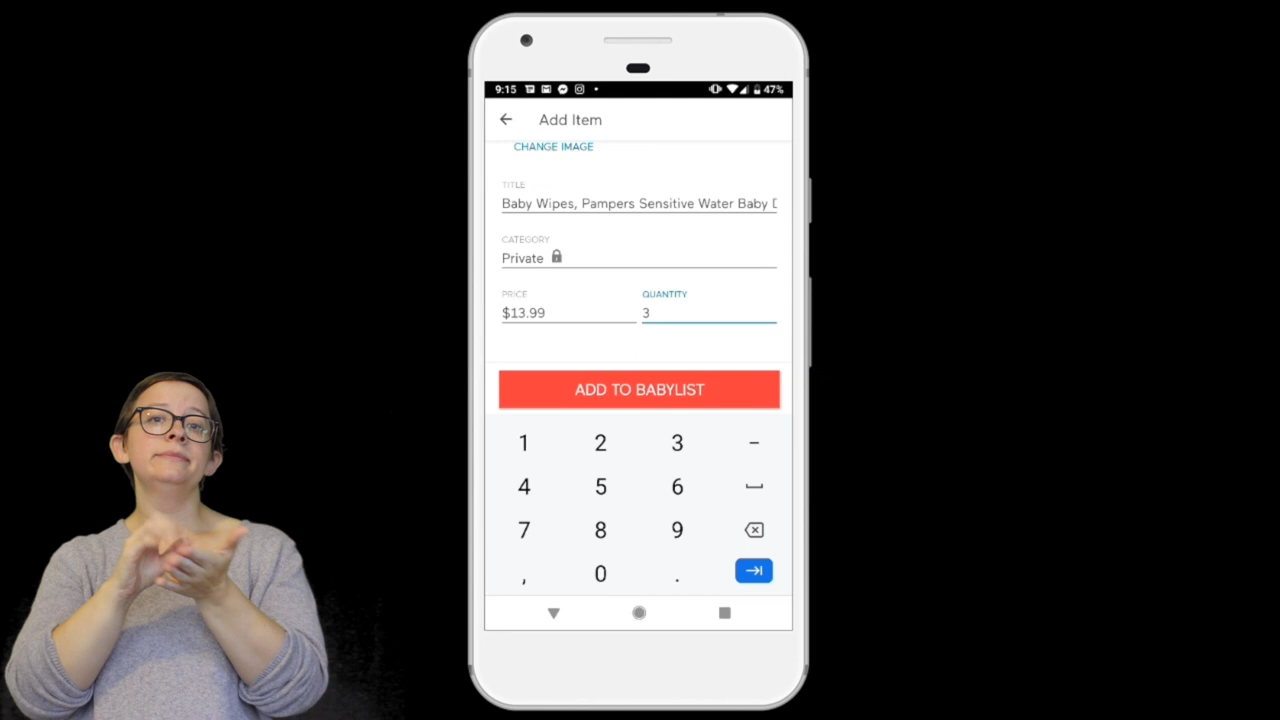 9:15 47%
Add Item
CHANGE IMAGE
TITLE
Baby Wipes, Pampers Sensitive Water Baby D
CATEGORY
Private
PRICE QUANTITY
$13.99 3
ADD TO BABYLIST
1 2 3 –
4 5 6
7 8 9
, 0 .